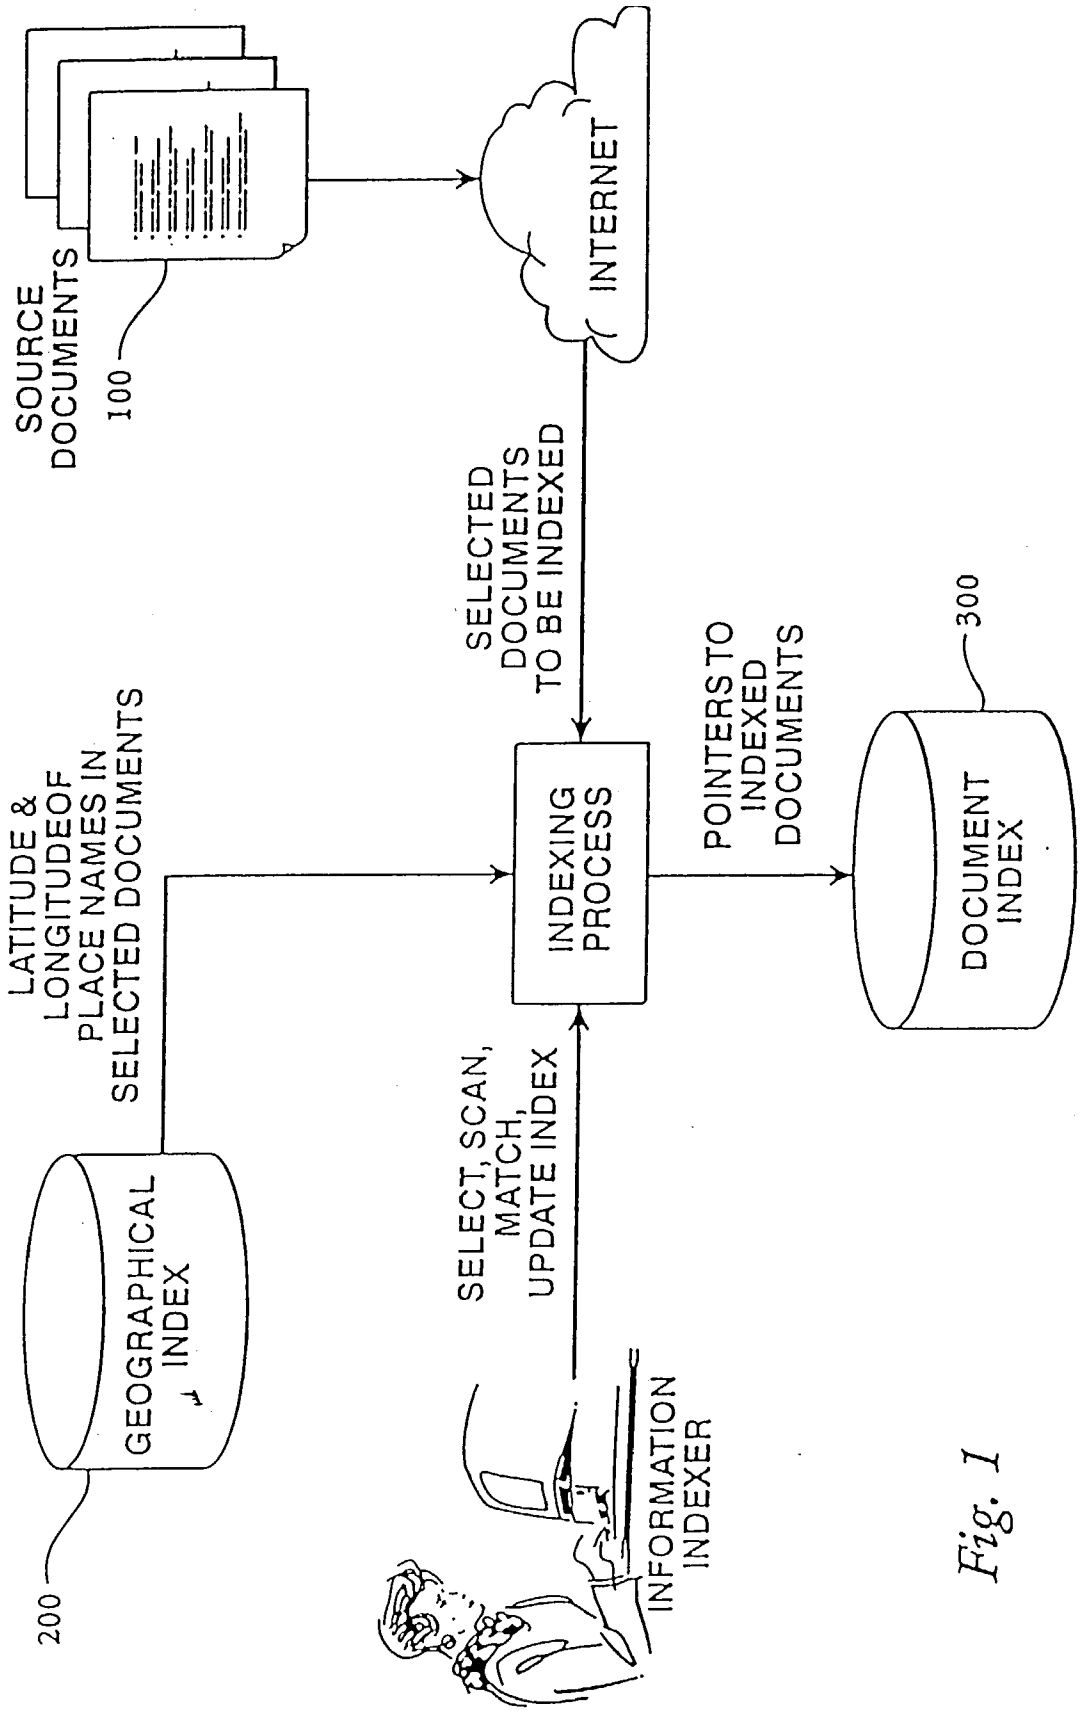 SOURCE
DOCUMENTS
100
LATITUDE &
LONGITUDEOF
PLACE NAMES IN
SELECTED DOCUMENTS
GEOGRAPHICAL
INDEX
200
INTERNET
SELECTED
DOCUMENTS
TO BE INDEXED
INDEXING
PROCESS
SELECT, SCAN,
MATCH,
UPDATE INDEX
INFORMATION
INDEXER
POINTERS TO
INDEXED
DOCUMENTS
300
DOCUMENT
INDEX
Fig. 1